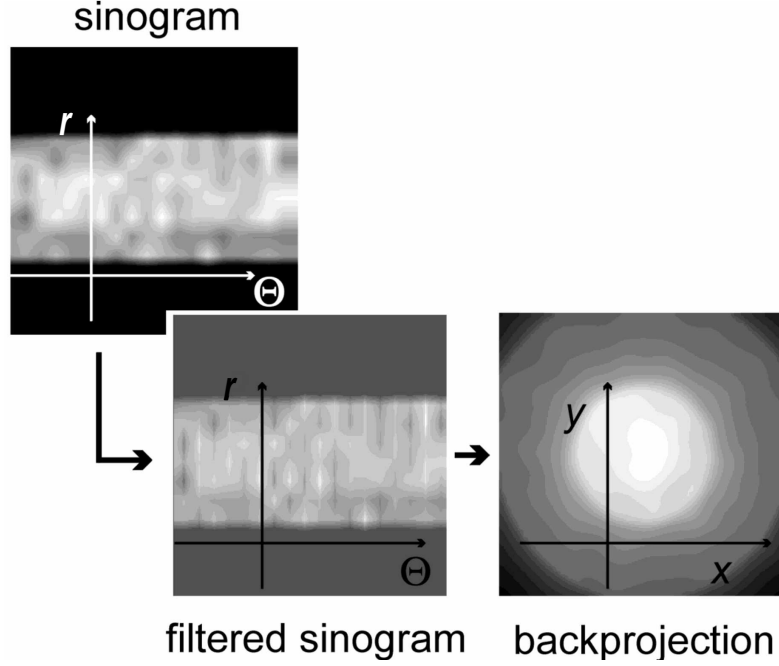 sinogram
r
Θ
r
Θ
y
x
filtered sinogram
backprojection